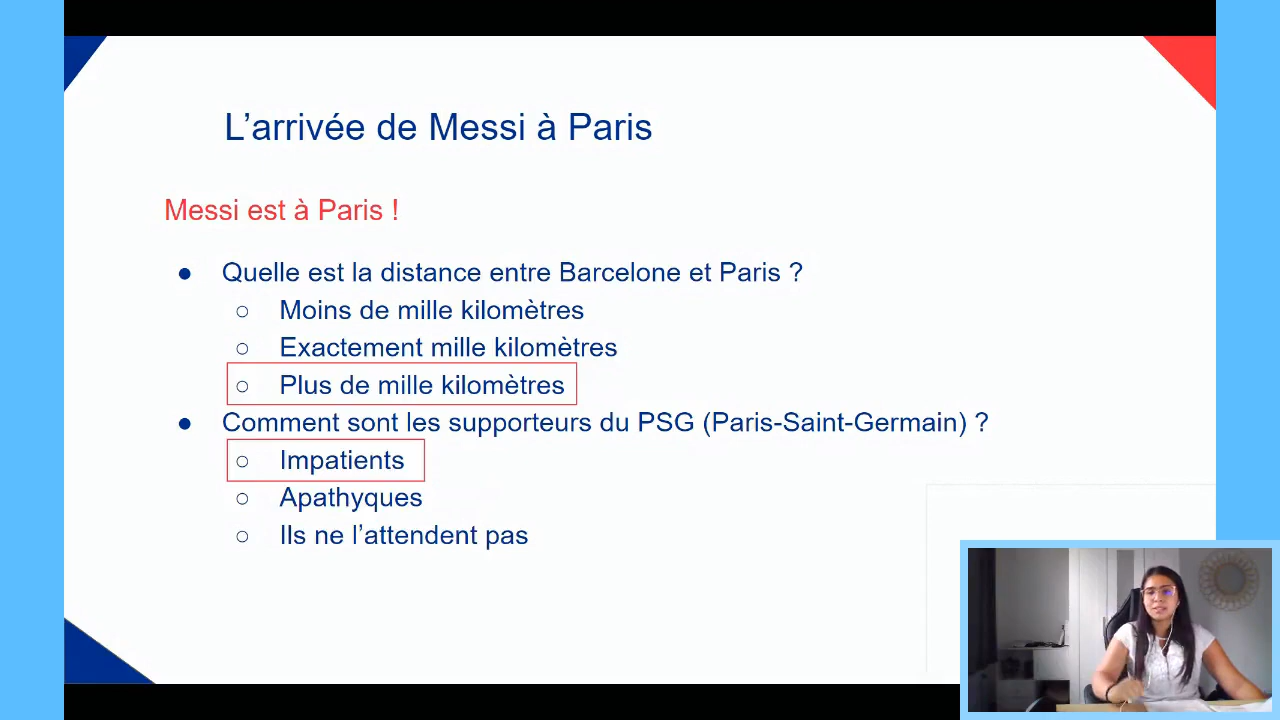 L’arrivée de Messi à Paris
Messi est à Paris !
● Quelle est la distance entre Barcelone et Paris ?
○ Moins de mille kilomètres
○ Exactement mille kilomètres
○ Plus de mille kilomètres
● Comment sont les supporteurs du PSG (Paris-Saint-Germain) ?
○ Impatients
○ Apathyques
○ Ils ne l’attendent pas